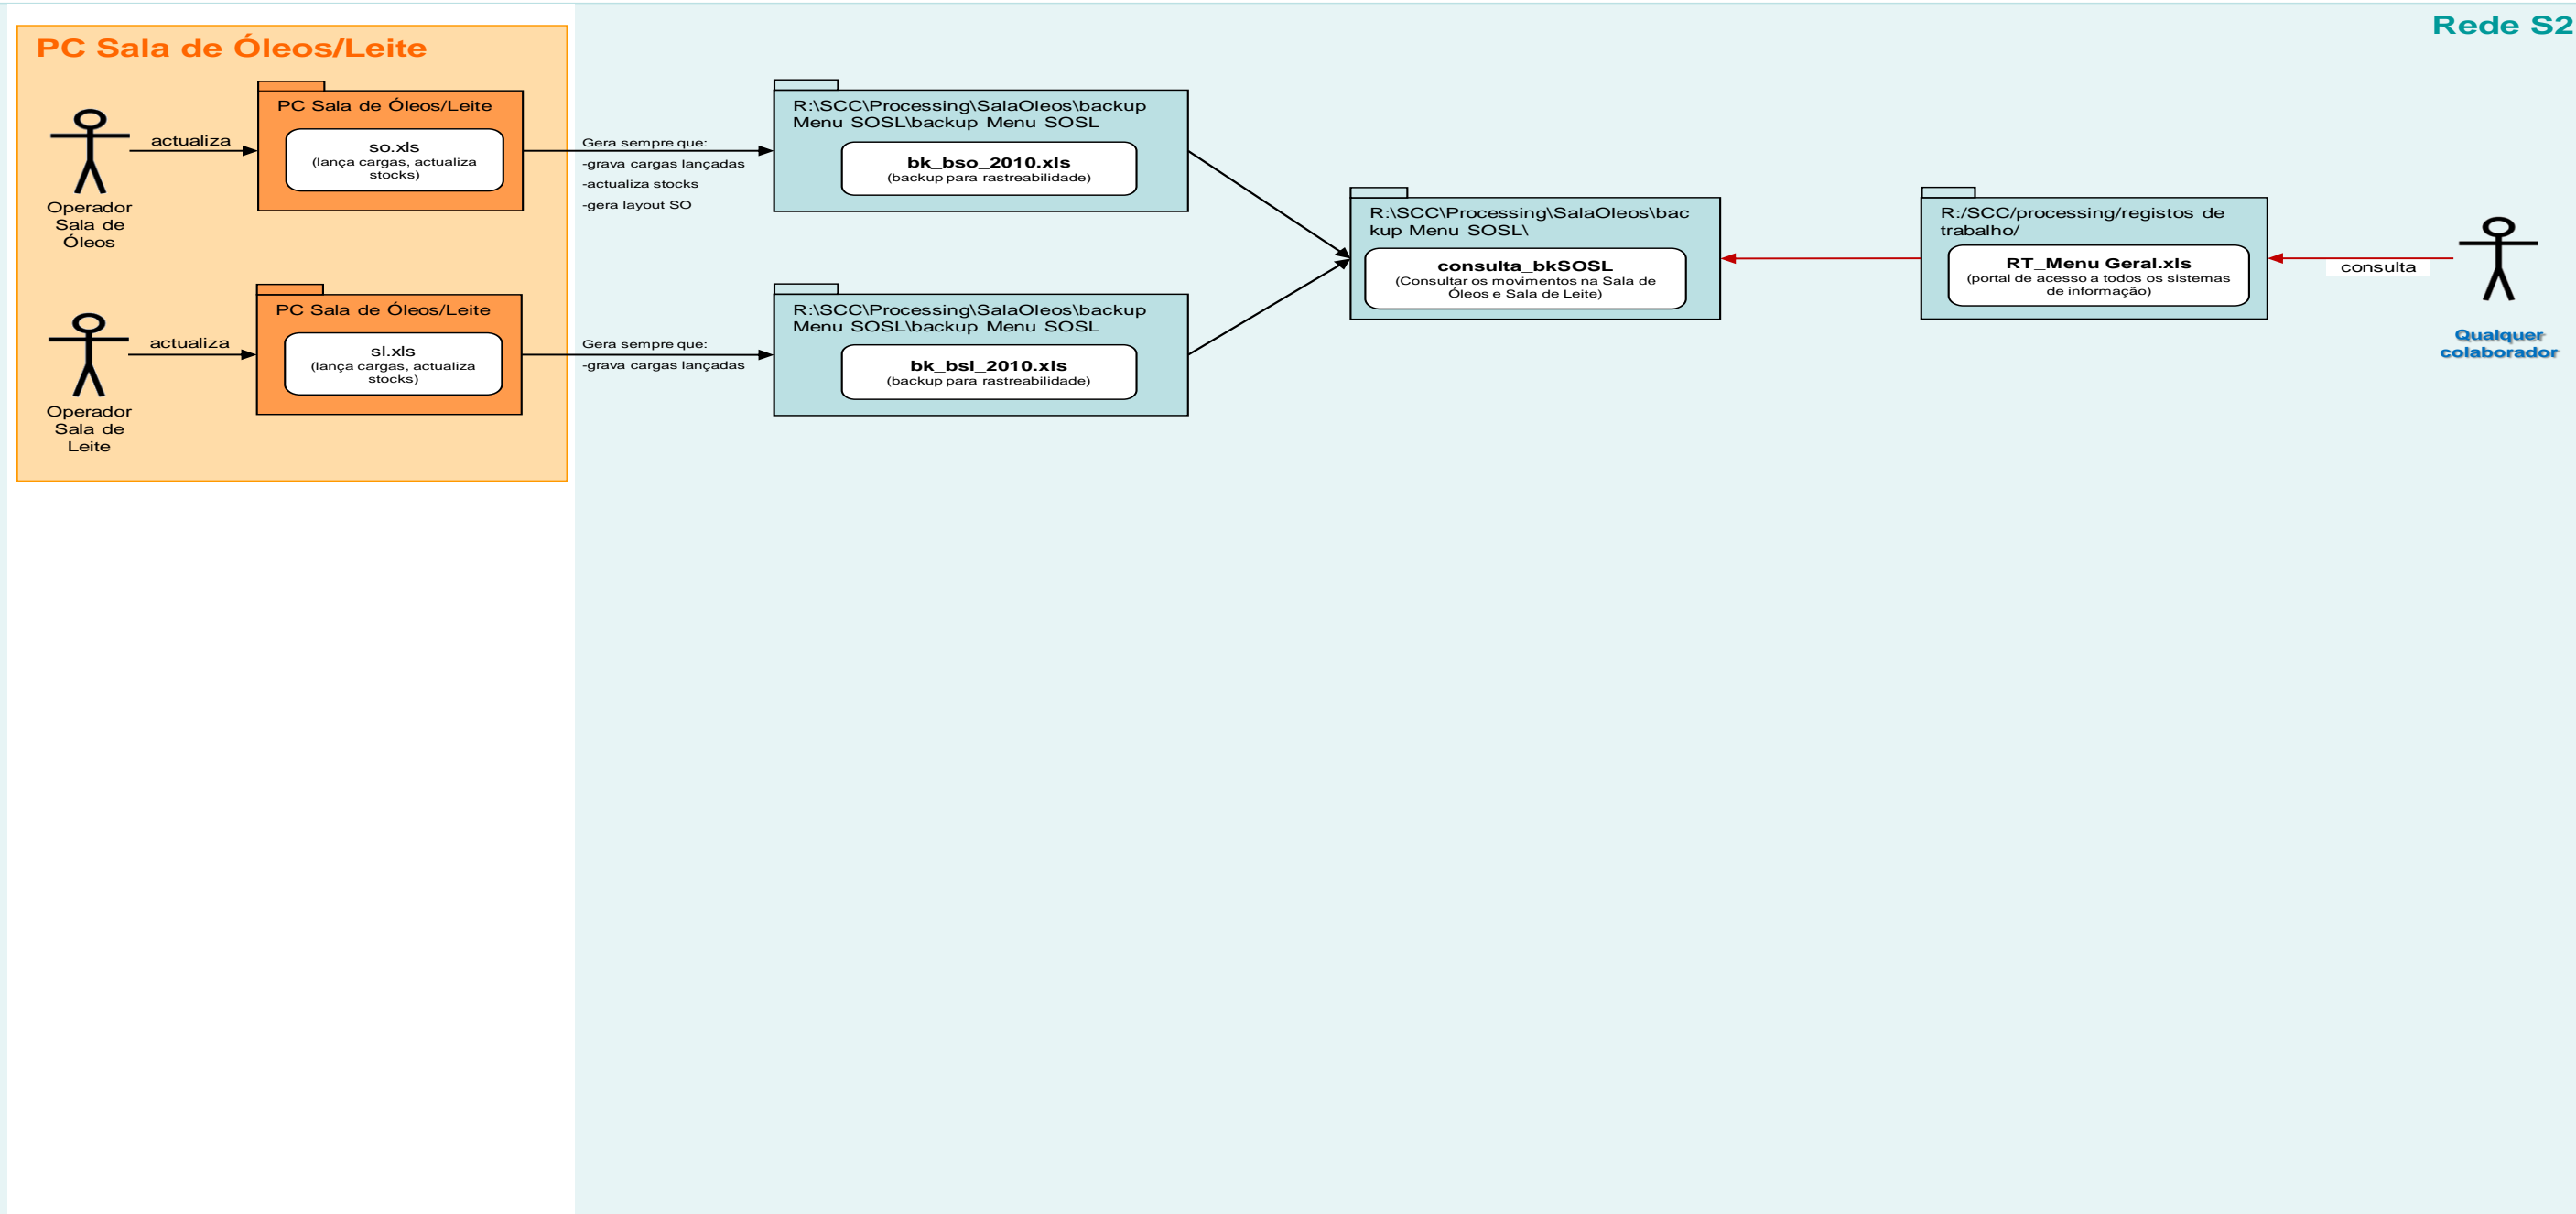 Rede S2
PC Sala de Óleos/Leite
Operador
Sala de
Óleos
actualiza
PC Sala de Óleos/Leite
so.xls
(lança cargas, actualiza
stocks)
Gera sempre que:
-grava cargas lançadas
-actualiza stocks
-gera layout SO
R:\SCC\Processing\SalaOleos\backup
Menu SOSL\backup Menu SOSL
bk_bso_2010.xls
(backup para rastreabilidade)
Operador
Sala de
Leite
actualiza
PC Sala de Óleos/Leite
sl.xls
(lança cargas, actualiza
stocks)
Gera sempre que:
-grava cargas lançadas
R:\SCC\Processing\SalaOleos\backup
Menu SOSL\backup Menu SOSL
bk_bsl_2010.xls
(backup para rastreabilidade)
R:\SCC\Processing\SalaOleos\bac
kup Menu SOSL\
consulta_bkSOSL
(Consultar os movimentos na Sala de
Óleos e Sala de Leite)
R:/SCC/processing/registos de
trabalho/
RT_Menu Geral.xls
(portal de acesso a todos os sistemas
de informação)
consulta
Qualquer
colaborador